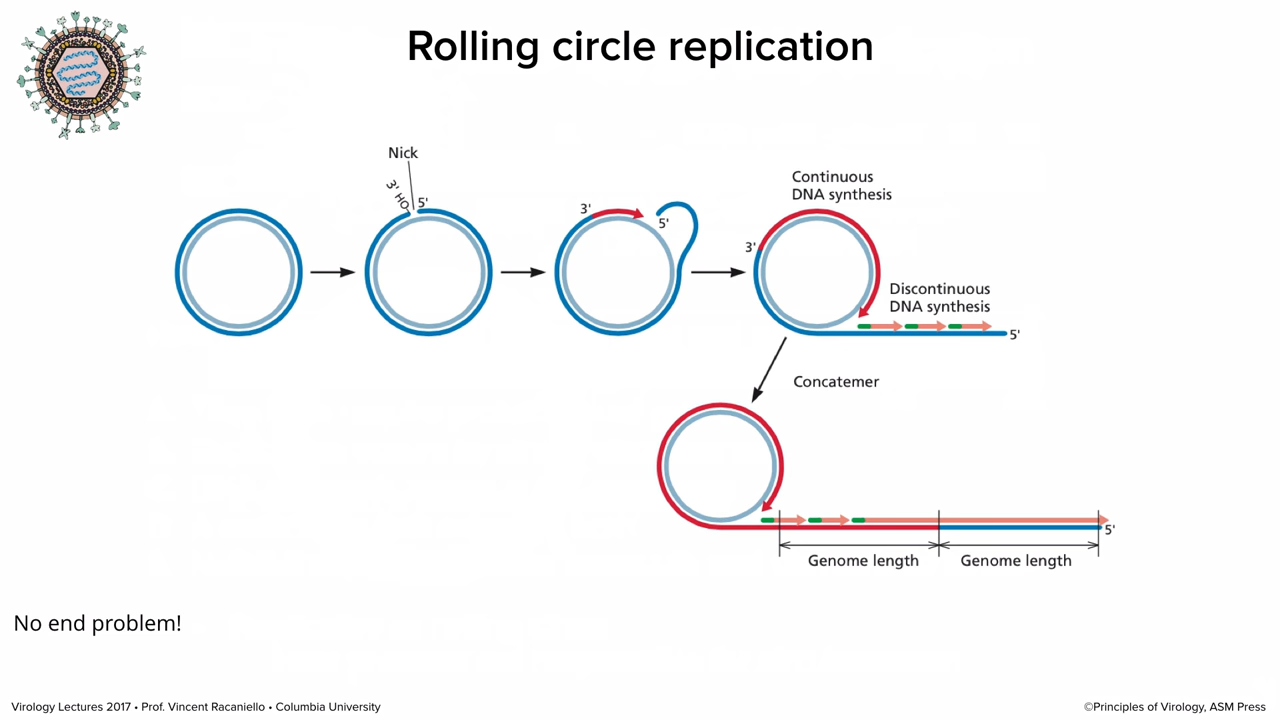 Rolling circle replication
Nick
3' HO
5'
3'
5'
Continuous
DNA synthesis
3'
Discontinuous
DNA synthesis
5'
Concatemer
5'
Genome length
Genome length
No end problem!
Virology Lectures 2017 • Prof. Vincent Racaniello • Columbia University
©Principles of Virology, ASM Press